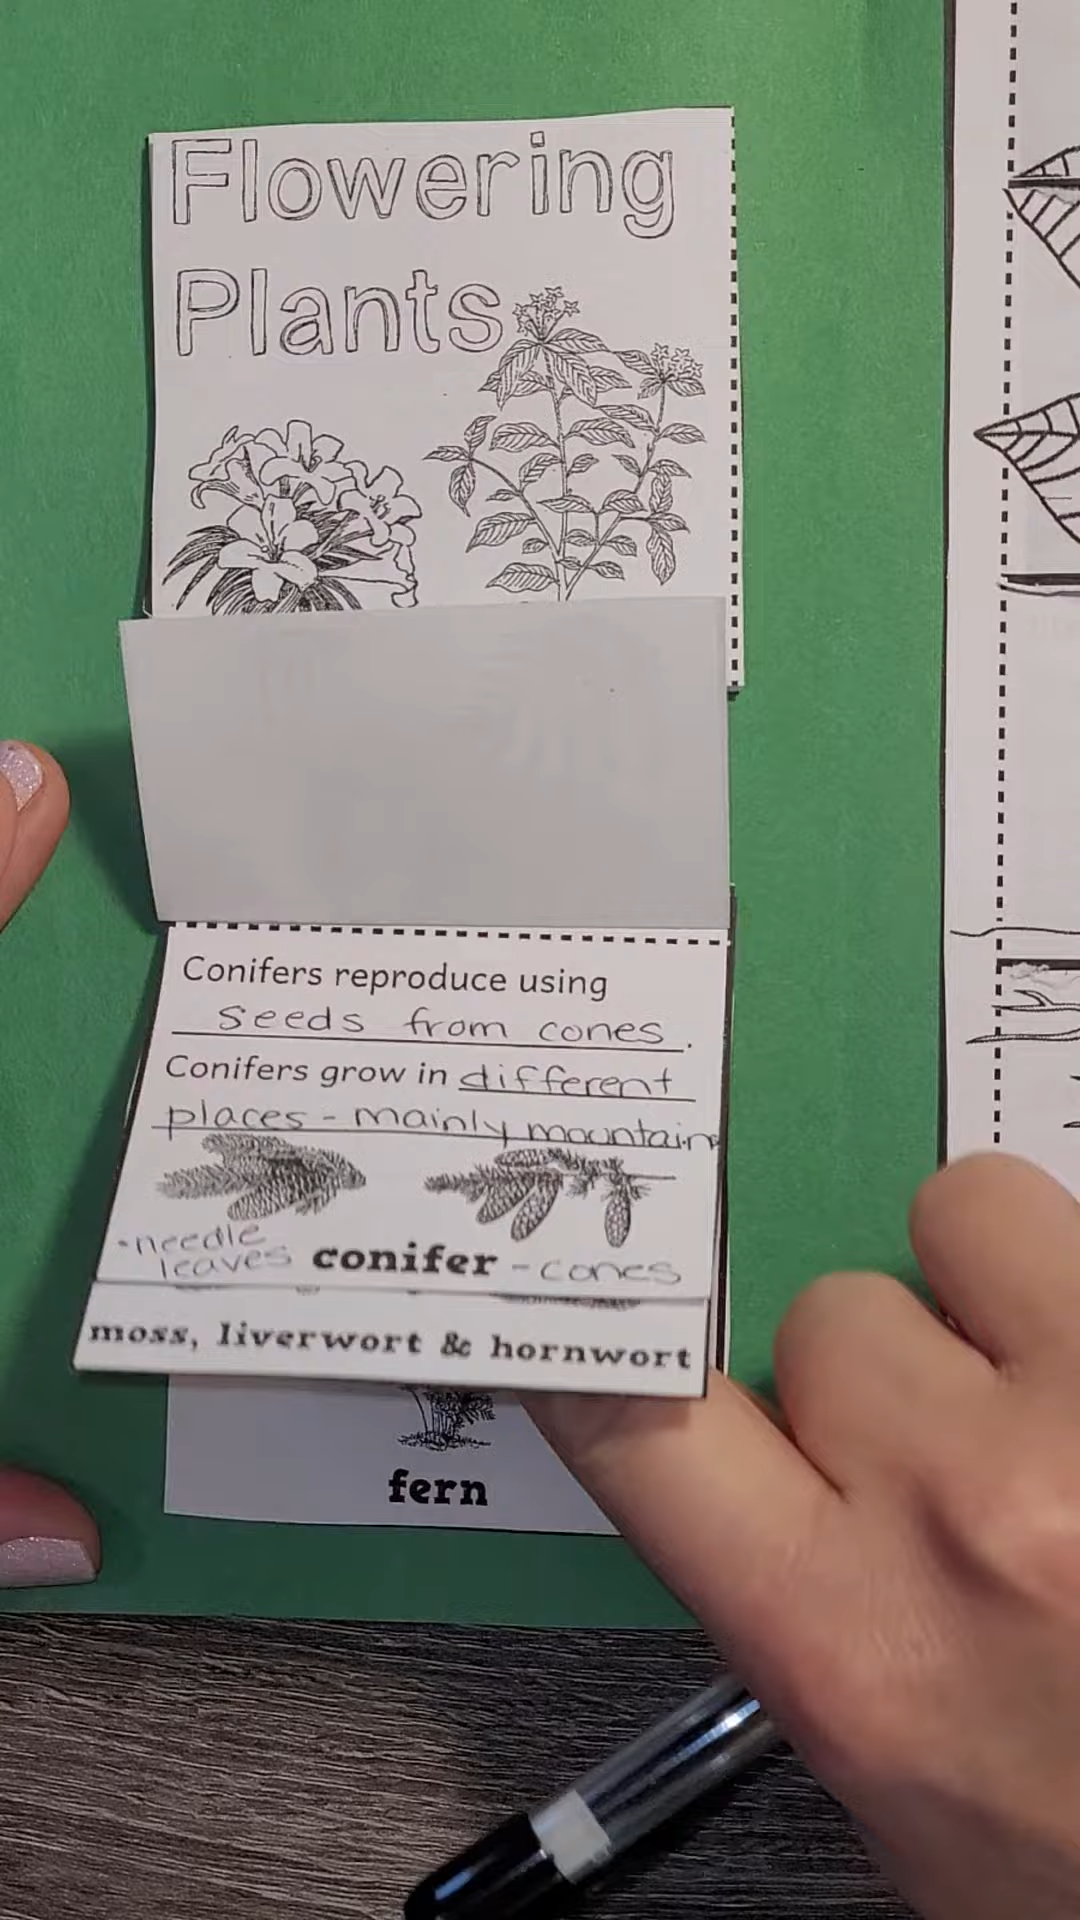 Flowering
Plants
Conifers reproduce using
seeds from cones.
Conifers grow in different
places - mainly mountains
-needle
leaves
conifer - cones
moss, liverwort & hornwort
fern